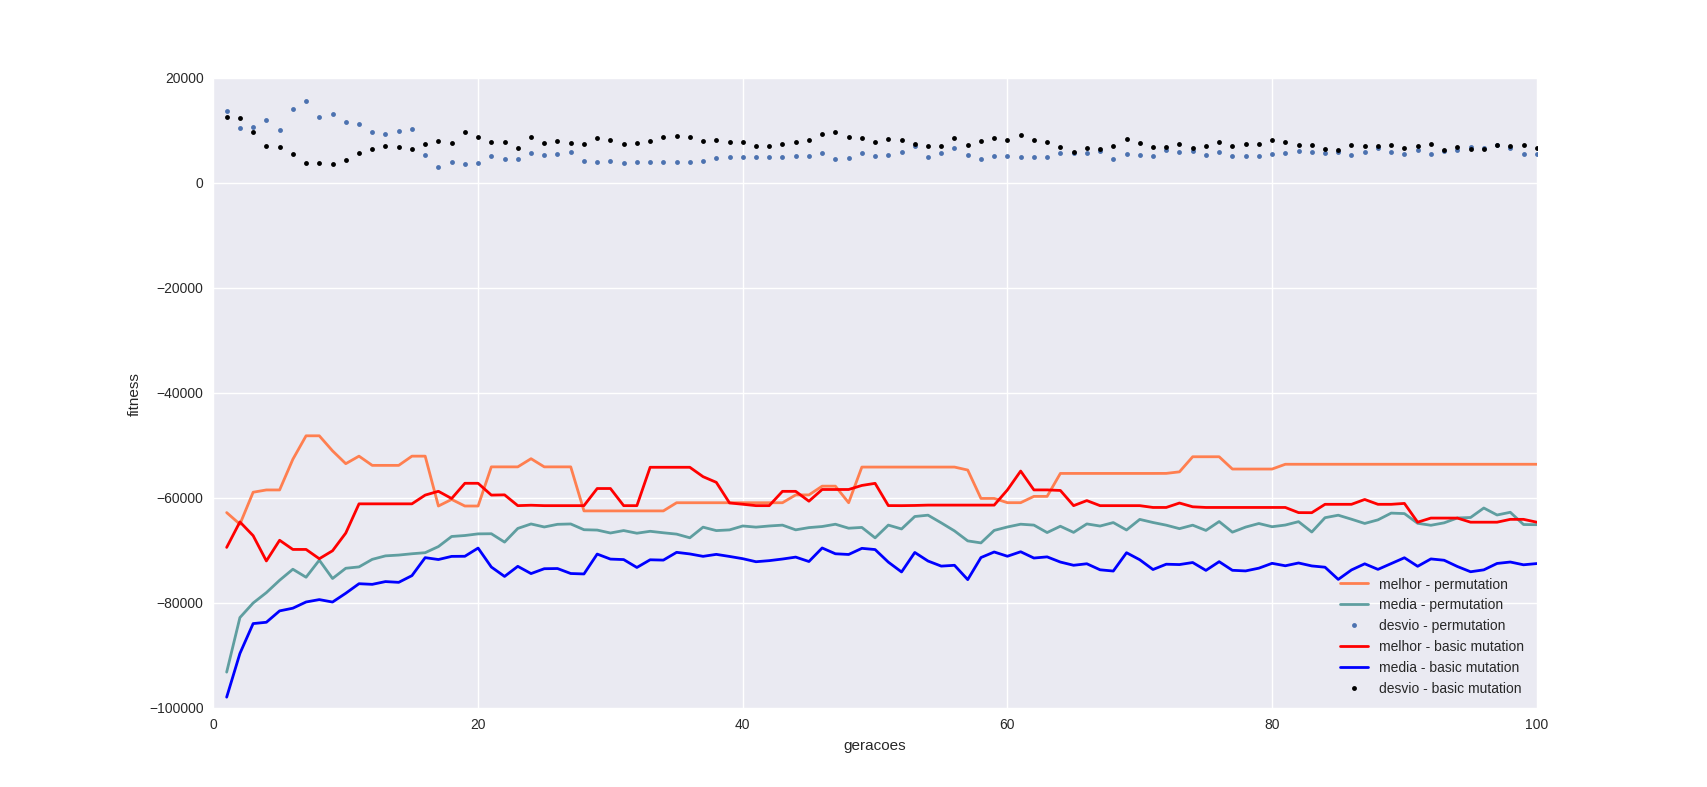 20000
0
−20000
−40000
−60000
−80000
−100000
fitness
0 20 40 60 80 100
geracoes
melhor - permutation
media - permutation
desvio - permutation
melhor - basic mutation
media - basic mutation
desvio - basic mutation